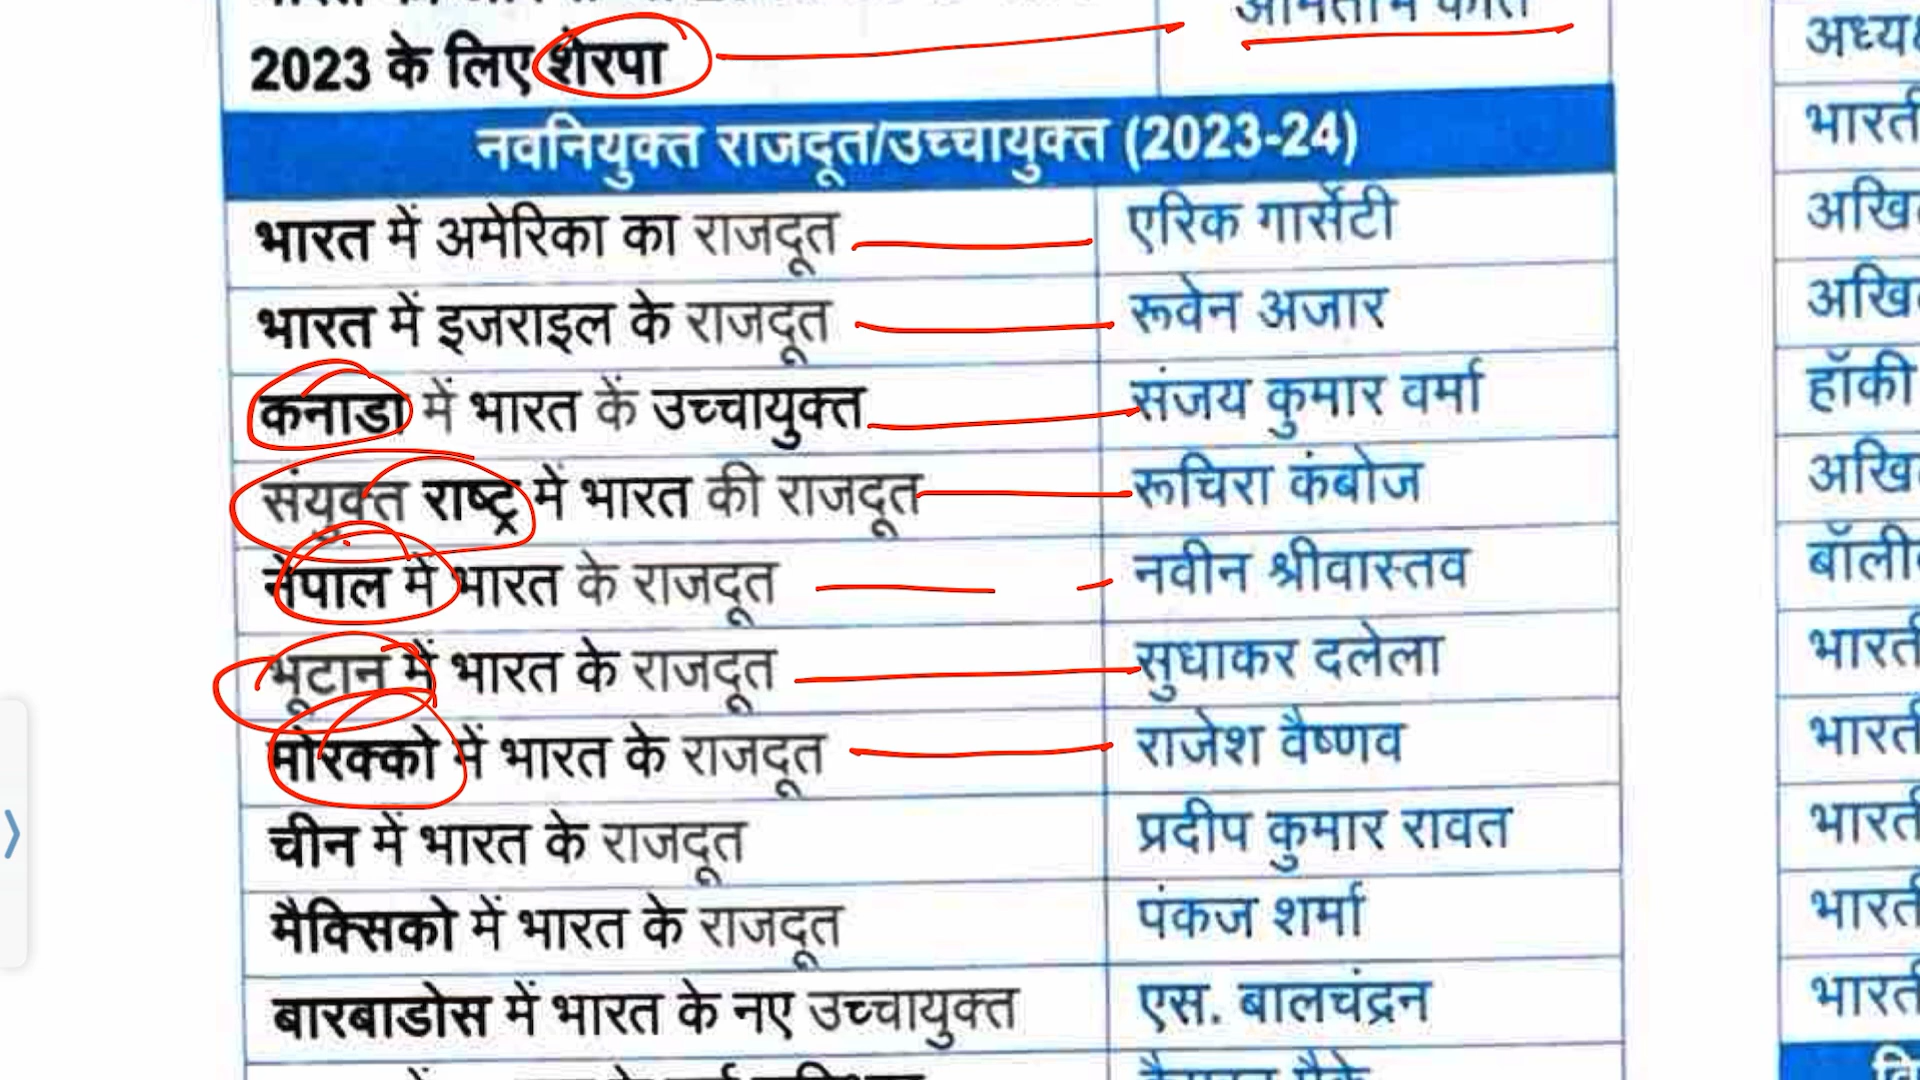 2023 के लिए शेरपा
अमिताभ कांत
नवनियुक्त राजदूत/उच्चायुक्त (2023-24)
भारत में अमेरिका का राजदूत एरिक गार्सेटी
भारत में इजराइल के राजदूत रूवेन अजार
कनाडा में भारत कें उच्चायुक्त संजय कुमार वर्मा
संयुक्त राष्ट्र में भारत की राजदूत रूचिरा कंबोज
नेपाल में भारत के राजदूत नवीन श्रीवास्तव
भूटान में भारत के राजदूत सुधाकर दलेला
मोरक्को में भारत के राजदूत राजेश वैष्णव
चीन में भारत के राजदूत प्रदीप कुमार रावत
मैक्सिको में भारत के राजदूत पंकज शर्मा
बारबाडोस में भारत के नए उच्चायुक्त एस. बालचंद्रन
हॉकी